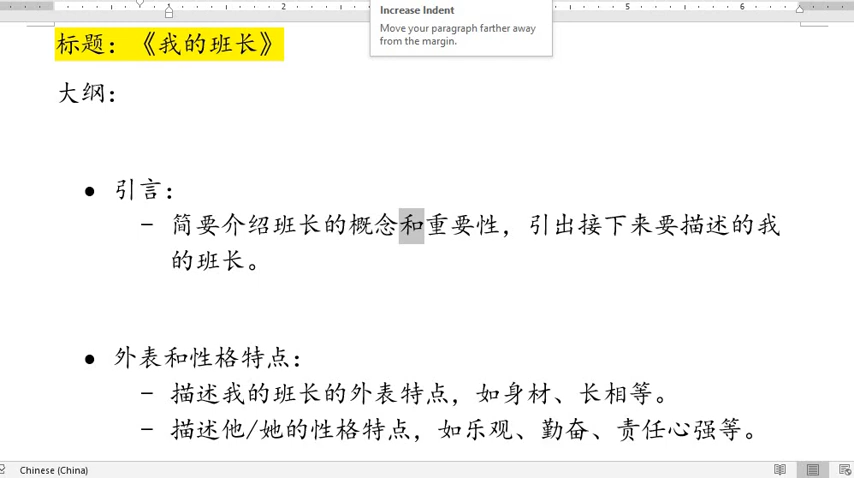 2 5 6
Increase Indent
Move your paragraph farther away
from the margin.
标题：《我的班长》
大纲：
● 引言：
– 简要介绍班长的概念和重要性，引出接下来要描述的我
的班长。
● 外表和性格特点：
– 描述我的班长的外表特点，如身材、长相等。
– 描述他/她的性格特点，如乐观、勤奋、责任心强等。
Chinese (China)